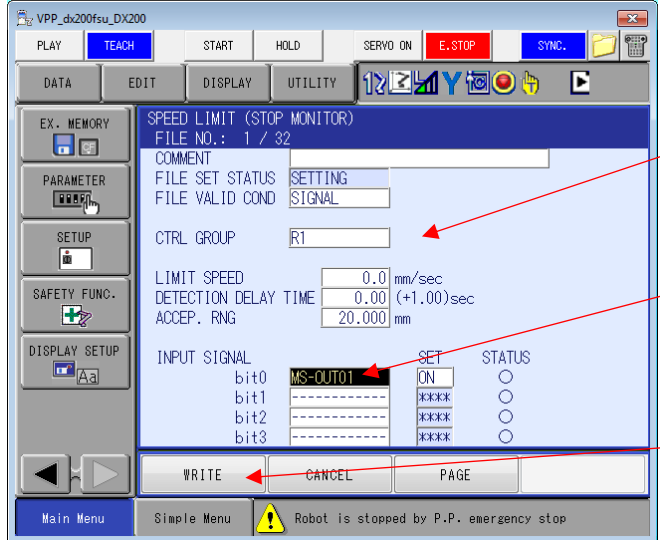 VPP_dx200fsu_DX200
PLAY TEACH START HOLD SERVO ON E.STOP SYNC.
DATA EDIT DISPLAY UTILITY
EX. MEMORY
CF
PARAMETER
SETUP
SAFETY FUNC.
DISPLAY SETUP
Aa
SPEED LIMIT (STOP MONITOR)
FILE NO.: 1 / 32
COMMENT
FILE SET STATUS SETTING
FILE VALID COND SIGNAL
CTRL GROUP R1
LIMIT SPEED 0.0 mm/sec
DETECTION DELAY TIME 0.00 (+1.00)sec
ACCEP. RNG 20.000 mm
INPUT SIGNAL SET STATUS
bit0 MS-OUT01 ON
bit1 ----------- ****
bit2 ----------- ****
bit3 ----------- ****
WRITE CANCEL PAGE
Main Menu Simple Menu Robot is stopped by P.P. emergency stop